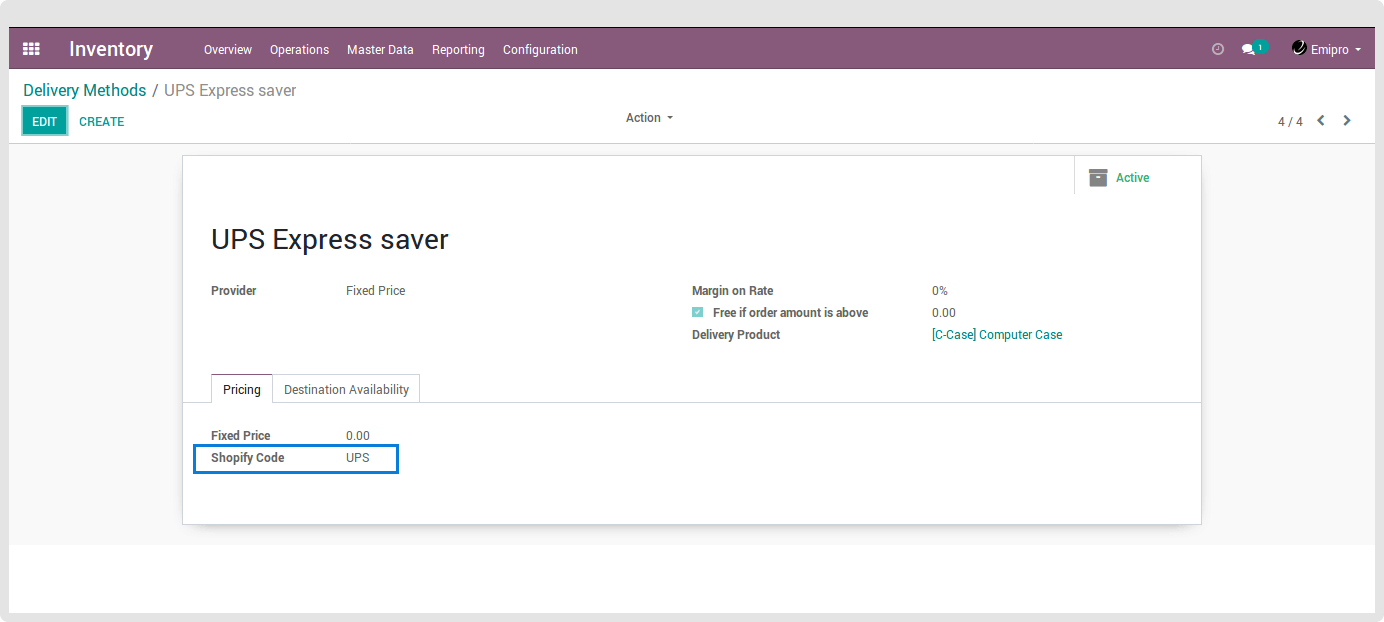 Inventory Overview Operations Master Data Reporting Configuration 1 Emipro
Delivery Methods / UPS Express saver
EDIT CREATE Action 4 / 4
Active
UPS Express saver
Provider Fixed Price Margin on Rate 0%
Free if order amount is above 0.00
Delivery Product [C-Case] Computer Case
Pricing Destination Availability
Fixed Price 0.00
Shopify Code UPS